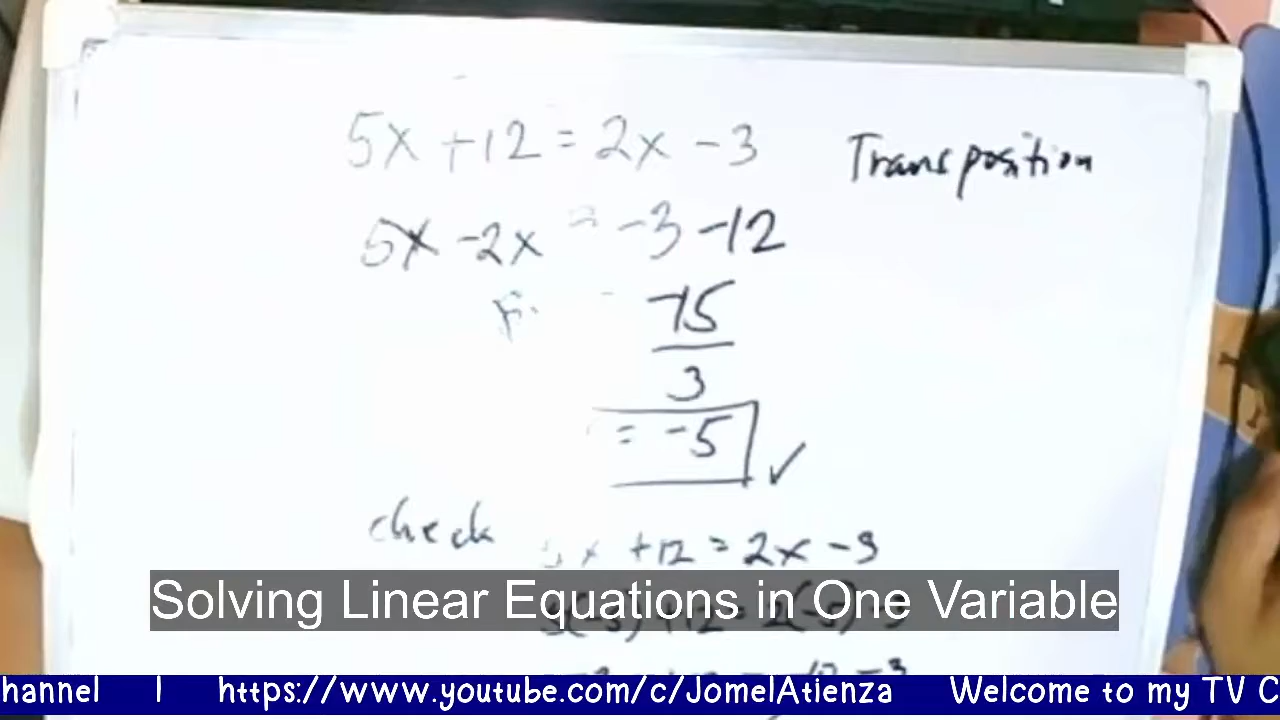 5x + 12 = 2x - 3
Transposition
5x - 2x = -3 -12
-15
3
= -5 ✓
check
x + 12 = 2x - 3
Solving Linear Equations in One Variable
hannel | https://www.youtube.com/c/JomelAtienza Welcome to my TV C